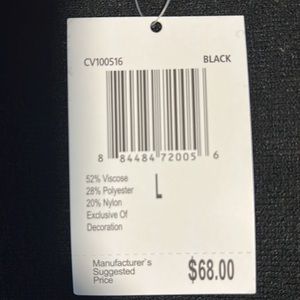 CV100516 BLACK
8 84484 72005 6
52% Viscose
28% Polyester
20% Nylon
Exclusive Of
Decoration
L
Manufacturer's
Suggested
Price
$68.00